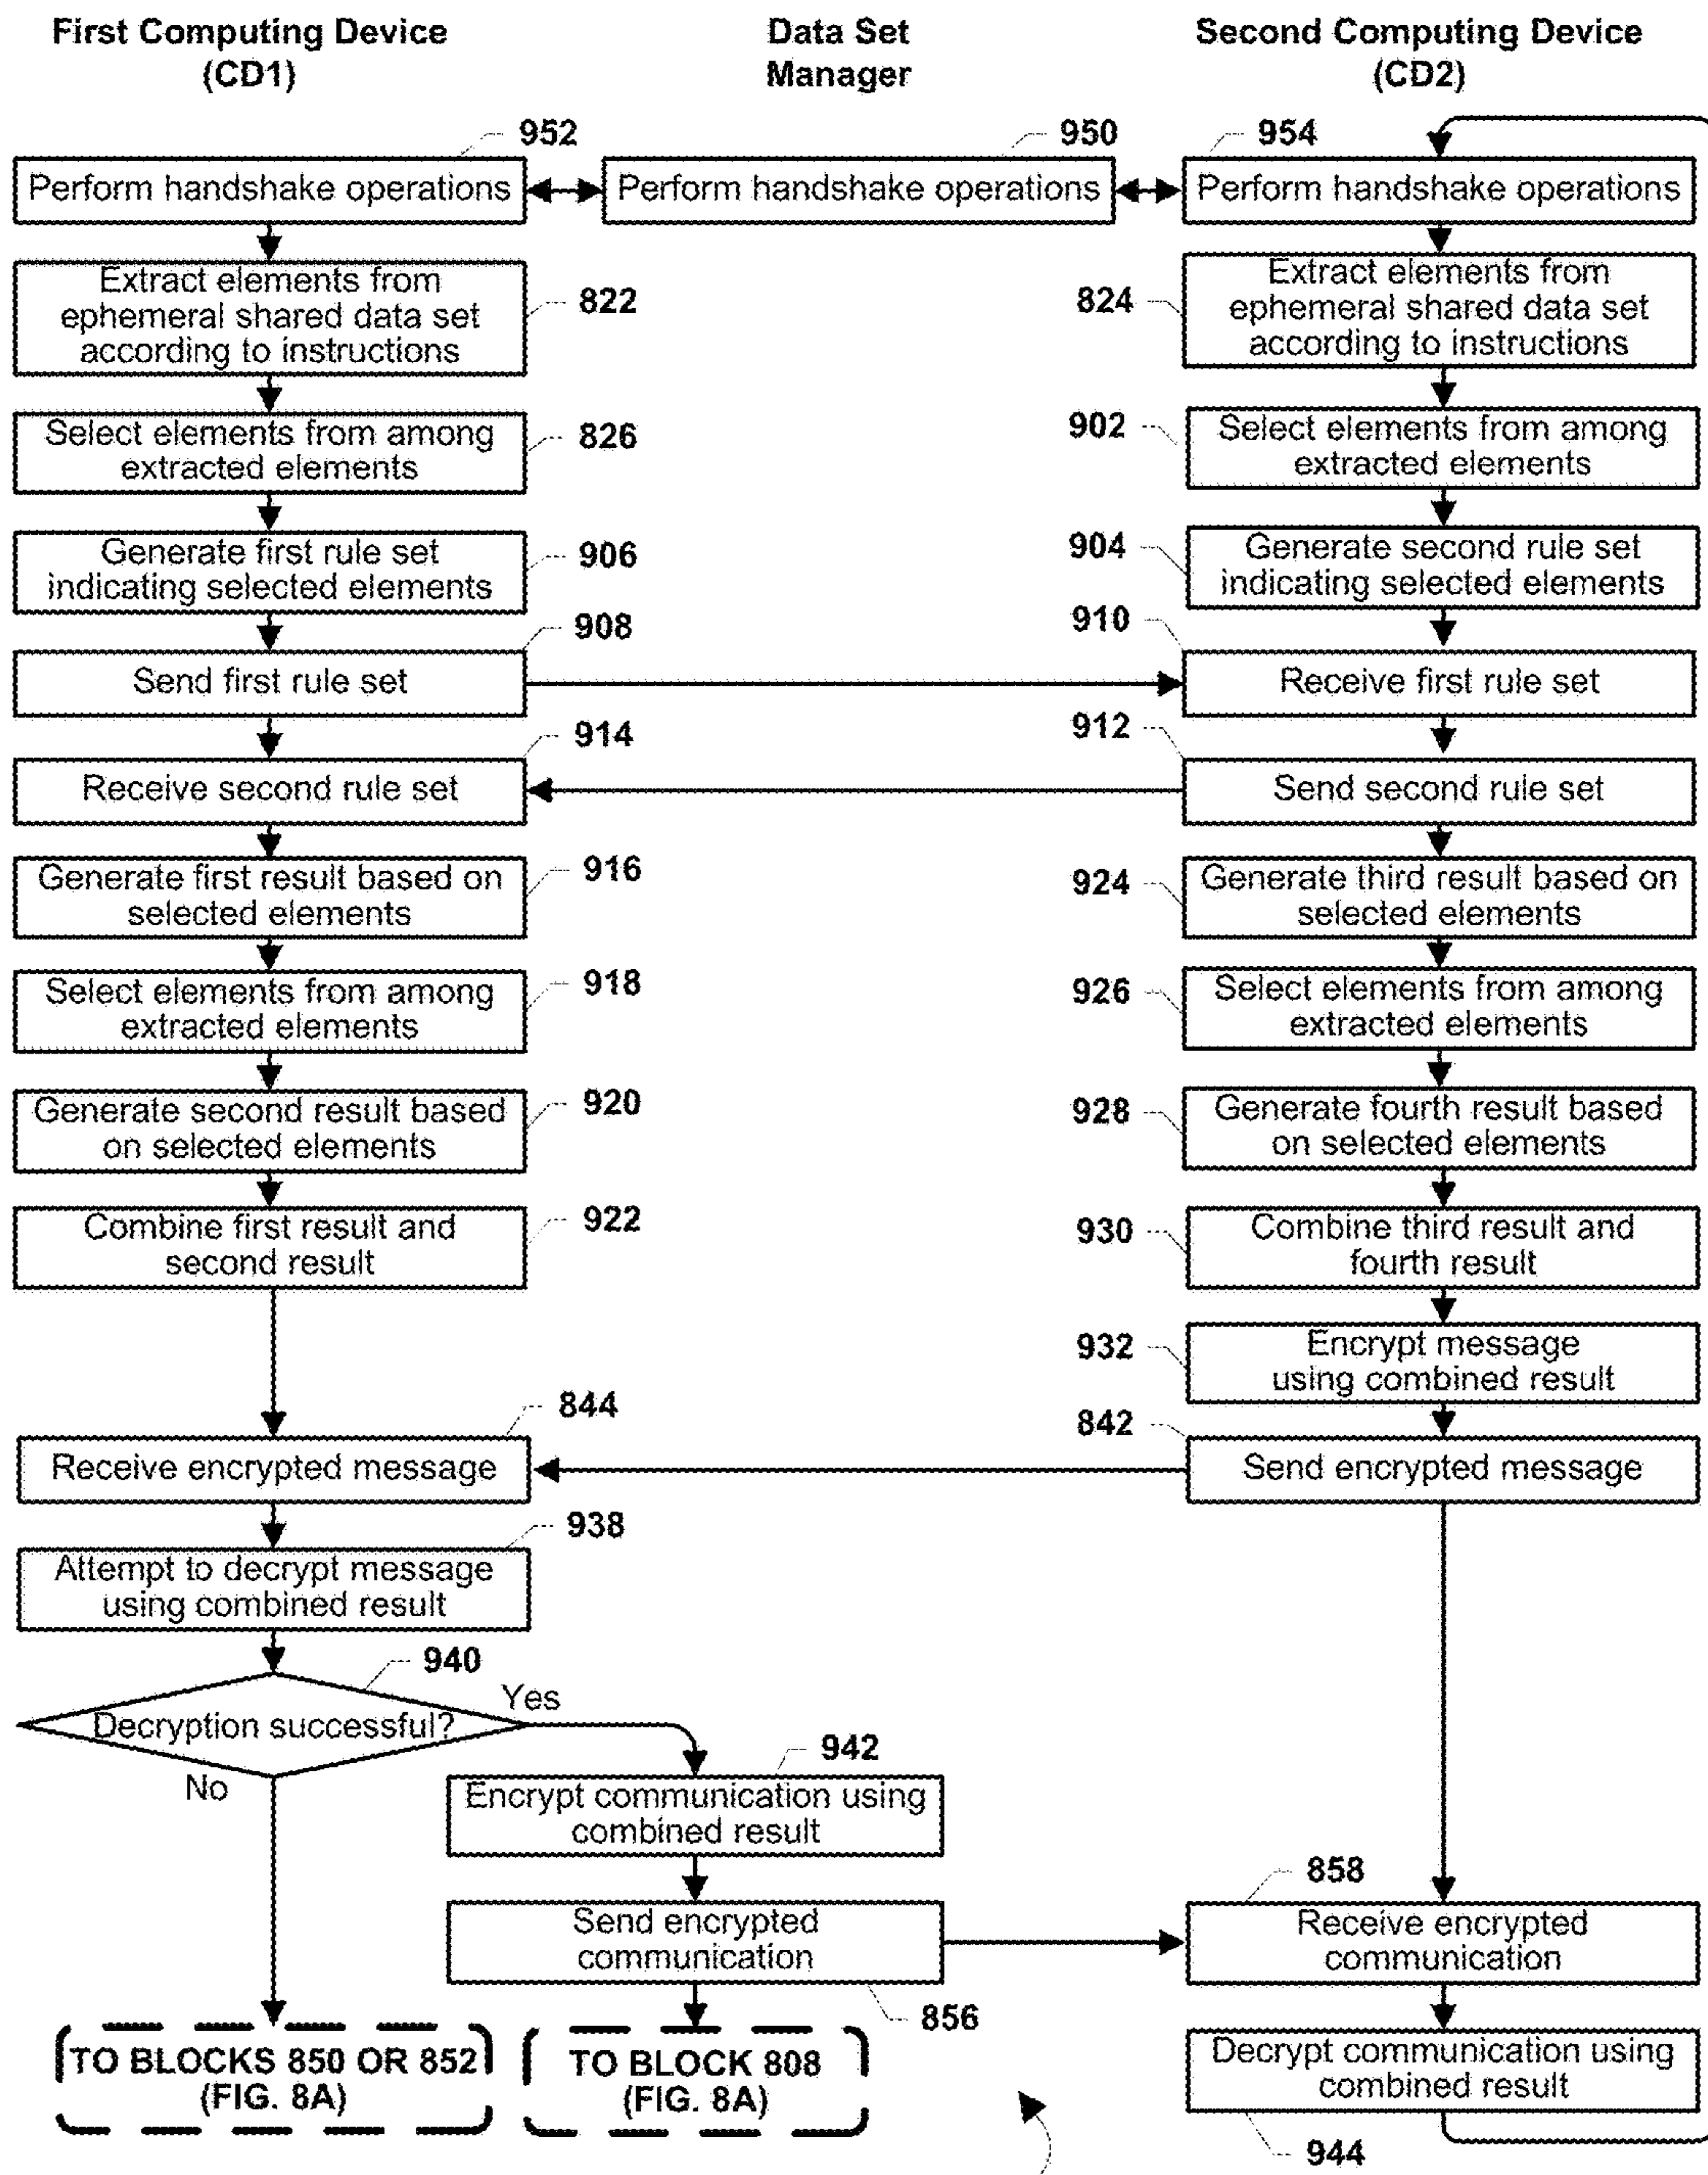 First Computing Device
(CD1)
Data Set
Manager
Second Computing Device
(CD2)
952
950
954
Perform handshake operations
Perform handshake operations
Perform handshake operations
Extract elements from
ephemeral shared data set
according to instructions
822
824
Extract elements from
ephemeral shared data set
according to instructions
Select elements from among
extracted elements
826
902
Select elements from among
extracted elements
Generate first rule set
indicating selected elements
906
904
Generate second rule set
indicating selected elements
908
910
Send first rule set
Receive first rule set
914
912
Receive second rule set
Send second rule set
Generate first result based on
selected elements
916
924
Generate third result based on
selected elements
Select elements from among
extracted elements
918
926
Select elements from among
extracted elements
Generate second result based
on selected elements
920
928
Generate fourth result based
on selected elements
Combine first result and
second result
922
930
Combine third result and
fourth result
932
Encrypt message
using combined result
844
842
Receive encrypted message
Send encrypted message
938
Attempt to decrypt message
using combined result
940
Decryption successful?
Yes
No
942
Encrypt communication using
combined result
858
Send encrypted
communication
856
Receive encrypted
communication
TO BLOCKS 850 OR 852
(FIG. 8A)
TO BLOCK 808
(FIG. 8A)
Decrypt communication using
combined result
944